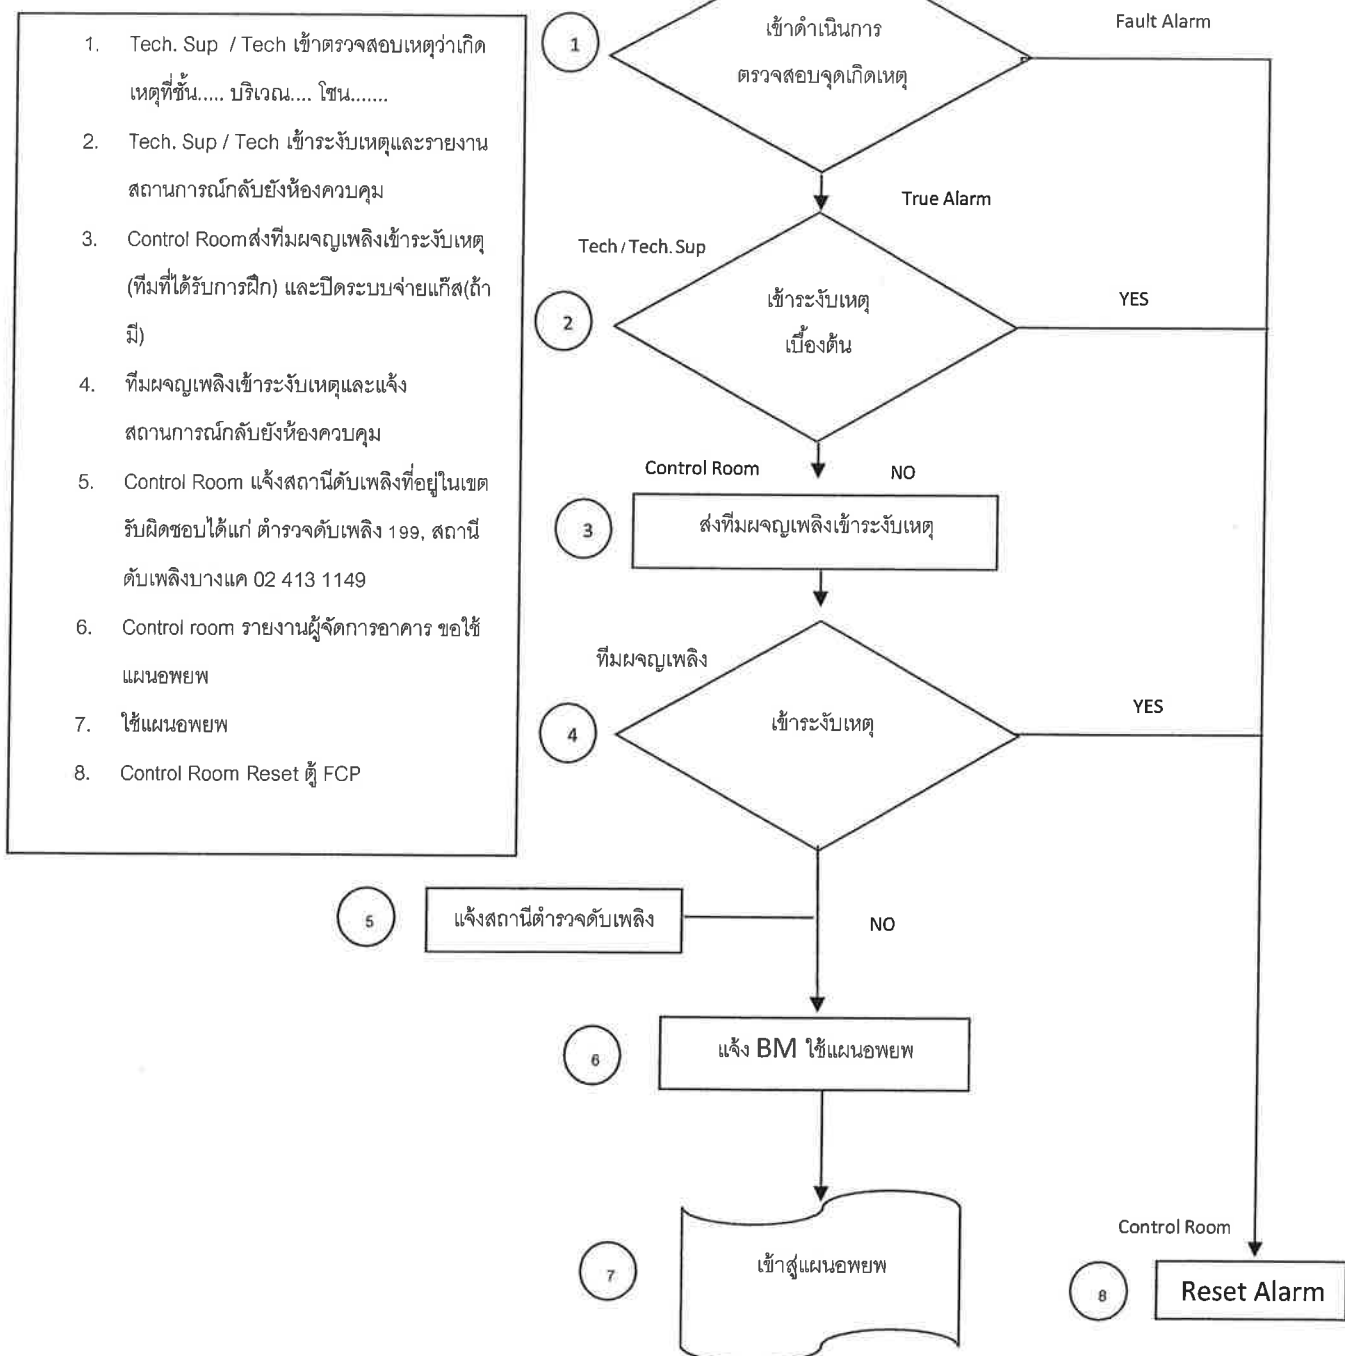 1. Tech. Sup / Tech เข้าตรวจสอบเหตุว่าเกิด
เหตุที่ชั้น..... บริเวณ.... โซน.......
2. Tech. Sup / Tech เข้าระงับเหตุและรายงาน
สถานการณ์กลับยังห้องควบคุม
3. Control Roomส่งทีมผจญเพลิงเข้าระงับเหตุ
(ทีมที่ได้รับการฝึก) และปิดระบบจ่ายแก๊ส(ถ้า
มี)
4. ทีมผจญเพลิงเข้าระงับเหตุและแจ้ง
สถานการณ์กลับยังห้องควบคุม
5. Control Room แจ้งสถานีดับเพลิงที่อยู่ในเขต
รับผิดชอบได้แก่ ตำรวจดับเพลิง 199, สถานี
ดับเพลิงบางแค 02 413 1149
6. Control room รายงานผู้จัดการอาคาร ขอใช้
แผนอพยพ
7. ใช้แผนอพยพ
8. Control Room Reset ตู้ FCP
1
เข้าดำเนินการ
ตรวจสอบจุดเกิดเหตุ
Fault Alarm
True Alarm
Tech / Tech. Sup
2
เข้าระงับเหตุ
เบื้องต้น
YES
Control Room
NO
3
ส่งทีมผจญเพลิงเข้าระงับเหตุ
ทีมผจญเพลิง
4
เข้าระงับเหตุ
YES
5
แจ้งสถานีตำรวจดับเพลิง
NO
6
แจ้ง BM ใช้แผนอพยพ
7
เข้าสู่แผนอพยพ
Control Room
8
Reset Alarm